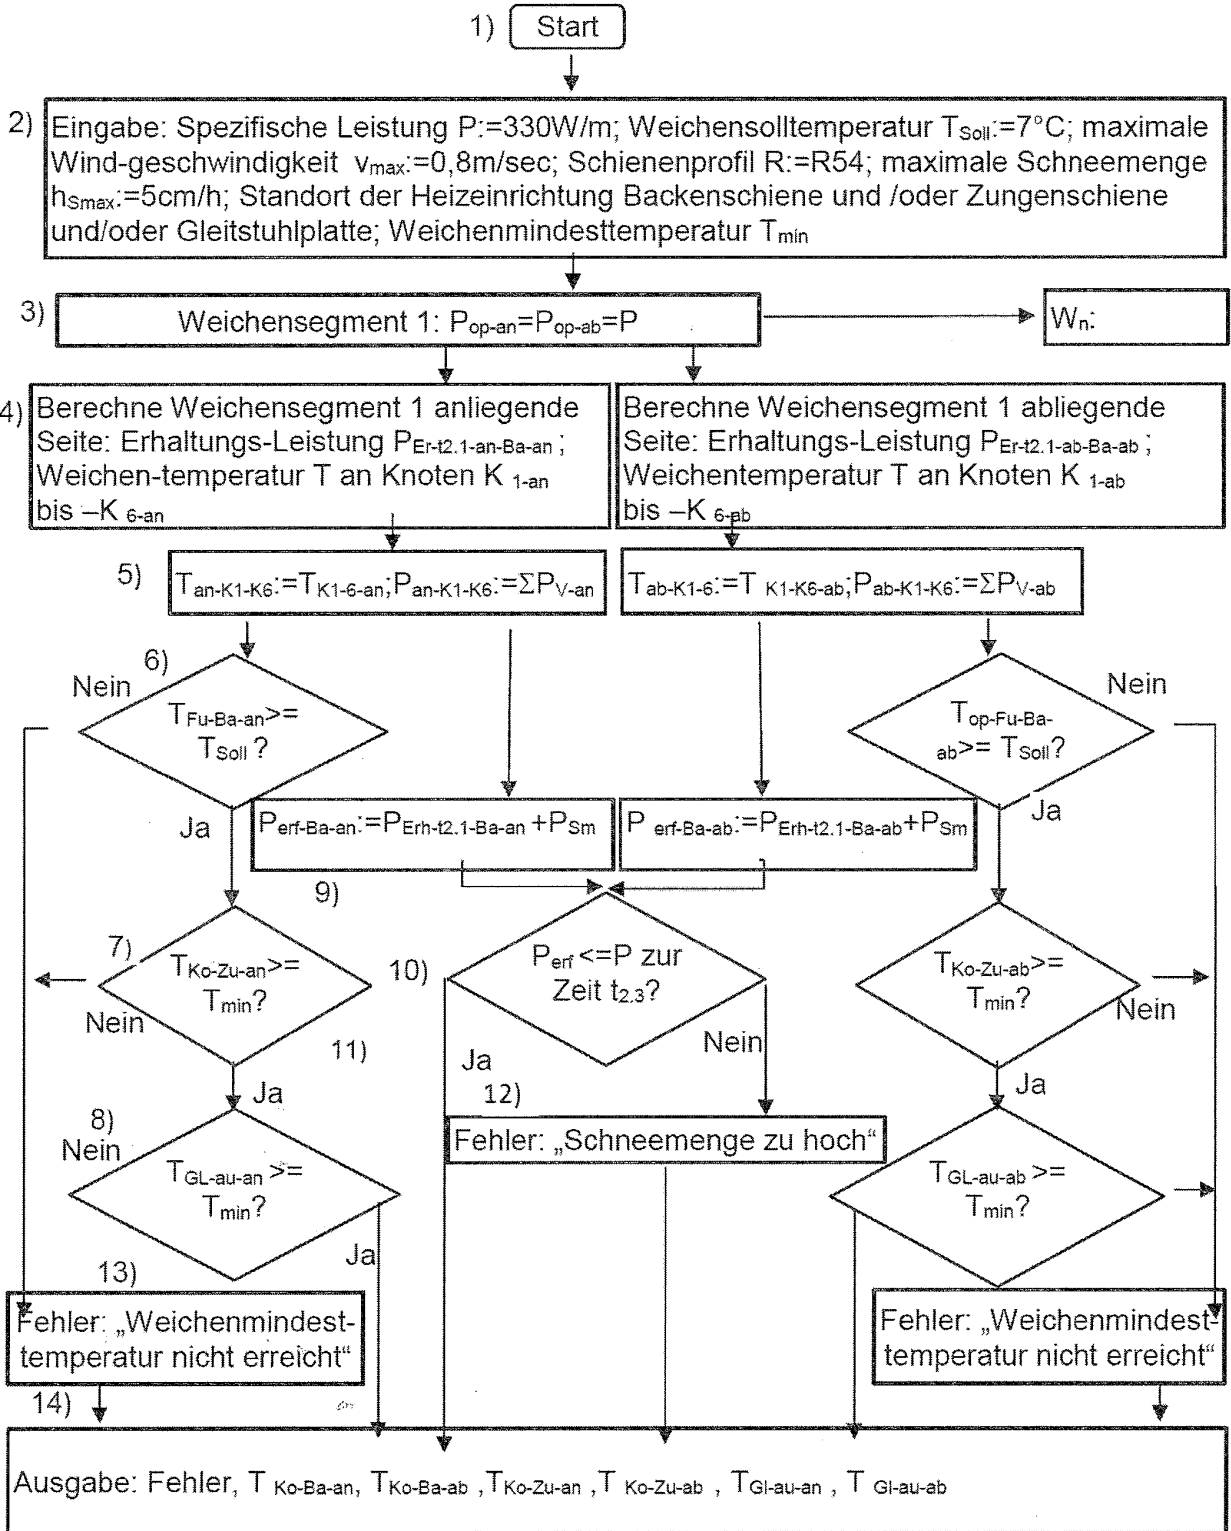 1) Start
2) Eingabe: Spezifische Leistung P:=330W/m; Weichensolltemperatur TSoll:=7°C; maximale
Wind-geschwindigkeit vmax:=0,8m/sec; Schienenprofil R:=R54; maximale Schneemenge
hSmax:=5cm/h; Standort der Heizeinrichtung Backenschiene und /oder Zungenschiene
und/oder Gleitstuhlplatte; Weichenmindesttemperatur Tmin
3) Weichensegment 1: Pop-an=Pop-ab=P
Wn:
4) Berechne Weichensegment 1 anliegende
Seite: Erhaltungs-Leistung PEr-t2.1-an-Ba-an ;
Weichen-temperatur T an Knoten K 1-an
bis –K 6-an
Berechne Weichensegment 1 abliegende
Seite: Erhaltungs-Leistung PEr-t2.1-ab-Ba-ab ;
Weichentemperatur T an Knoten K 1-ab
bis –K 6-ab
5) Tan-K1-K6:=TK1-6-an;Pan-K1-K6:=ΣPV-an
Tab-K1-6:=T K1-K6-ab;Pab-K1-K6:=ΣPV-ab
6)
Nein
TFu-Ba-an>=
TSoll ?
Ja
Nein
Top-Fu-Ba-
ab>= TSoll?
Ja
Perf-Ba-an:=PErh-t2.1-Ba-an +PSm
P erf-Ba-ab:=PErh-t2.1-Ba-ab+PSm
9)
7)
TKo-Zu-an>=
Tmin?
Nein
Ja
10)
Perf <=P zur
Zeit t2.3?
Ja
Nein
TKo-Zu-ab>=
Tmin?
Nein
Ja
11)
12)
Fehler: „Schneemenge zu hoch“
8)
Nein
TGL-au-an >=
Tmin?
Ja
TGL-au-ab >=
Tmin?
13)
Fehler: „Weichenmindest-
temperatur nicht erreicht“
Fehler: „Weichenmindest-
temperatur nicht erreicht“
14)
Ausgabe: Fehler, T Ko-Ba-an, TKo-Ba-ab ,TKo-Zu-an ,T Ko-Zu-ab , TGl-au-an , T Gl-au-ab